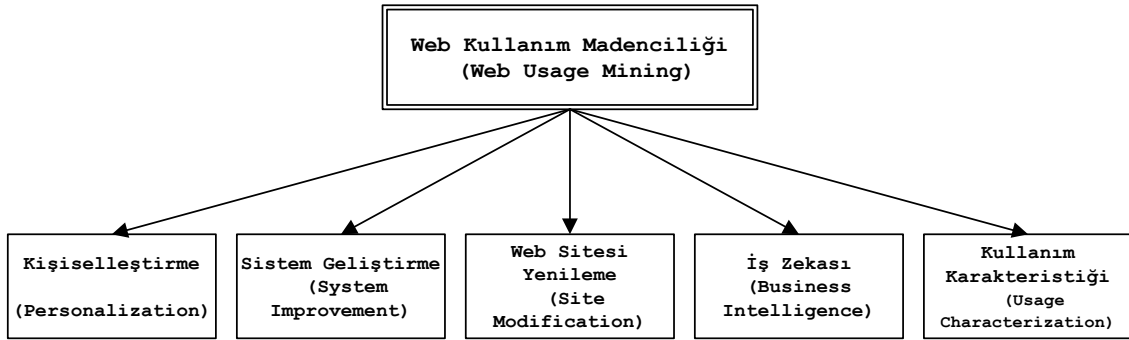 Web Kullanım Madenciliği
(Web Usage Mining)
Kişiselleştirme
(Personalization)
Sistem Geliştirme
(System
Improvement)
Web Sitesi
Yenileme
(Site
Modification)
İş Zekası
(Business
Intelligence)
Kullanım
Karakteristiği
(Usage
Characterization)